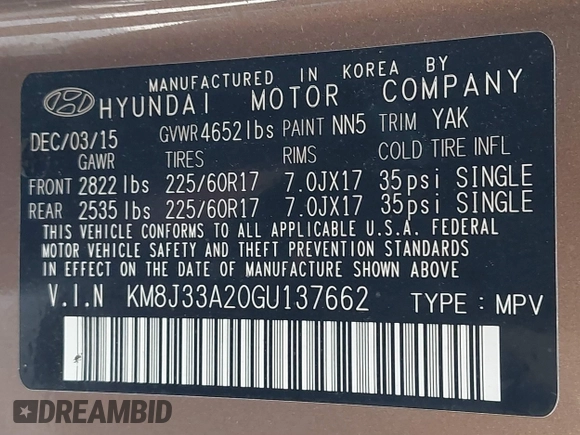 MANUFACTURED IN KOREA BY
HYUNDAI MOTOR COMPANY
DEC/03/15 GVWR 4652lbs PAINT NN5 TRIM YAK
GAWR TIRES RIMS COLD TIRE INFL
FRONT 2822 lbs 225/60R17 7.0JX17 35psi SINGLE
REAR 2535 lbs 225/60R17 7.0JX17 35psi SINGLE
THIS VEHICLE CONFORMS TO ALL APPLICABLE U.S.A. FEDERAL
MOTOR VEHICLE SAFETY AND THEFT PREVENTION STANDARDS
IN EFFECT ON THE DATE OF MANUFACTURE SHOWN ABOVE.
V.I.N KM8J33A20GU137662 TYPE : MPV
DREAMBID